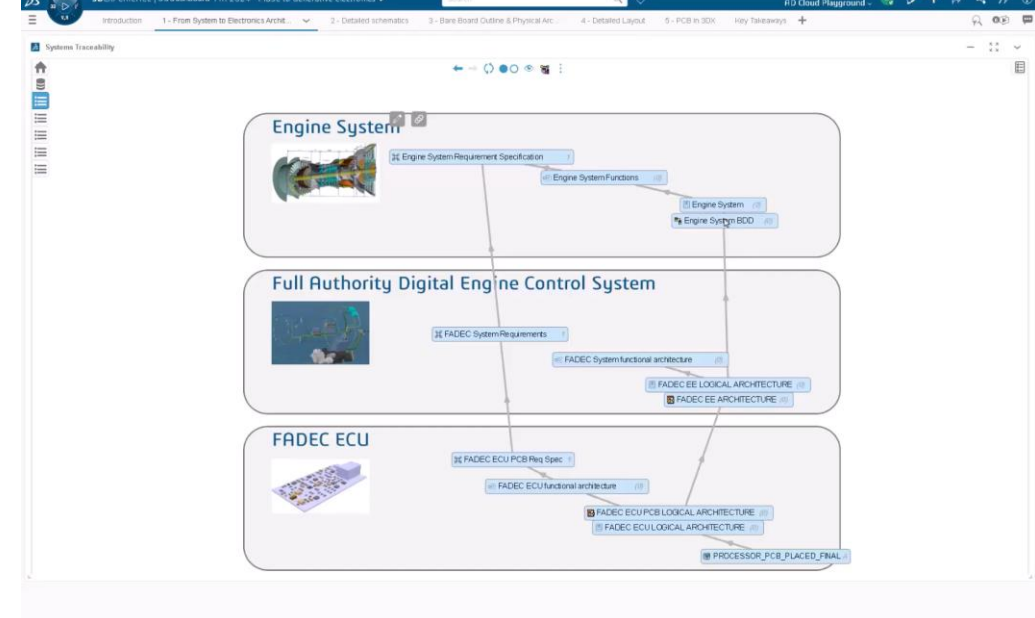 AD Cloud Playground
Introduction
1 - From System to Electronics Archit...
2 - Detailed schematics
3 - Bare Board Outline & Physical Arc...
4 - Detailed Layout
5 - PCB in 3DX
Key Takeaways
Systems Traceability
Engine System
Engine System Requirement Specification
Engine System Functions
Engine System
Engine System BDD
Full Authority Digital Engine Control System
FADEC System Requirements
FADEC System functional architecture
FADEC EE LOGICAL ARCHITECTURE
FADEC EE ARCHITECTURE
FADEC ECU
FADEC ECU PCB Req Spec
FADEC ECU functional architecture
FADEC ECU PCB LOGICAL ARCHITECTURE
FADEC ECU LOGICAL ARCHITECTURE
PROCESSOR_PCB_PLACED_FINAL